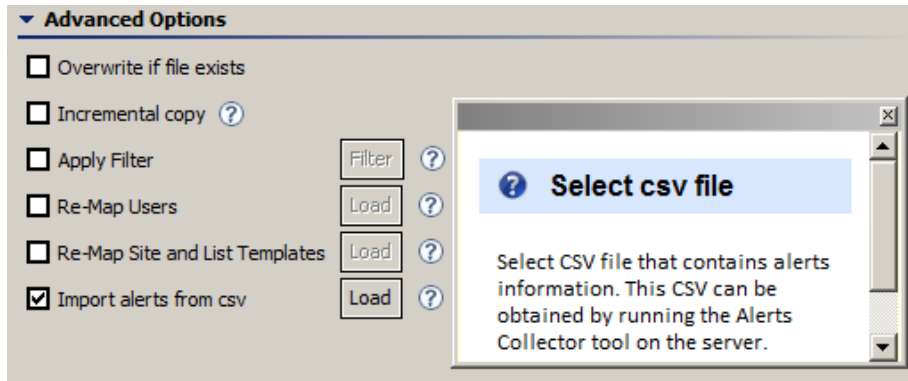 Advanced Options
Overwrite if file exists
Incremental copy ?
Apply Filter Filter ?
Re-Map Users Load ?
Re-Map Site and List Templates Load ?
Import alerts from csv Load ?
? Select csv file
Select CSV file that contains alerts
information. This CSV can be
obtained by running the Alerts
Collector tool on the server.